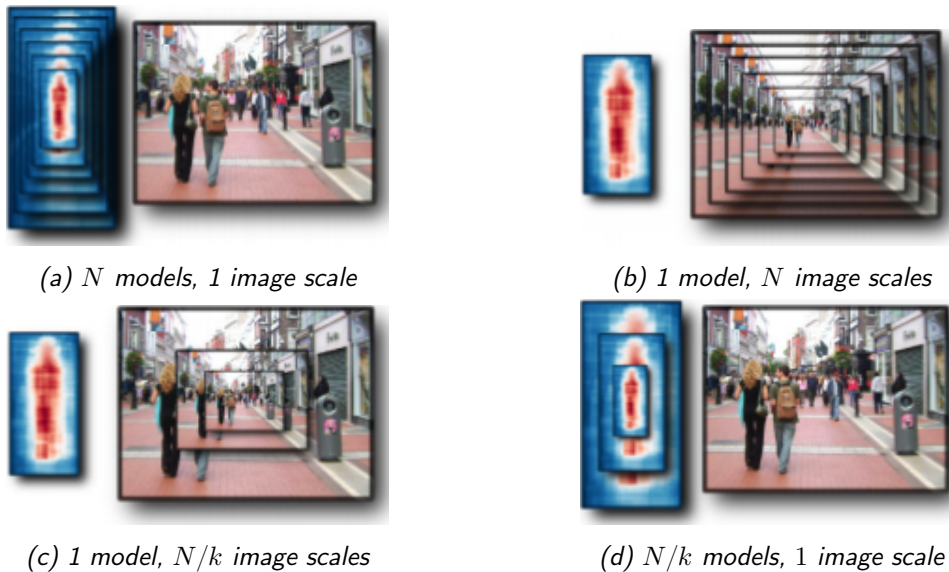 (a) N models, 1 image scale
(b) 1 model, N image scales
(c) 1 model, N/k image scales
(d) N/k models, 1 image scale